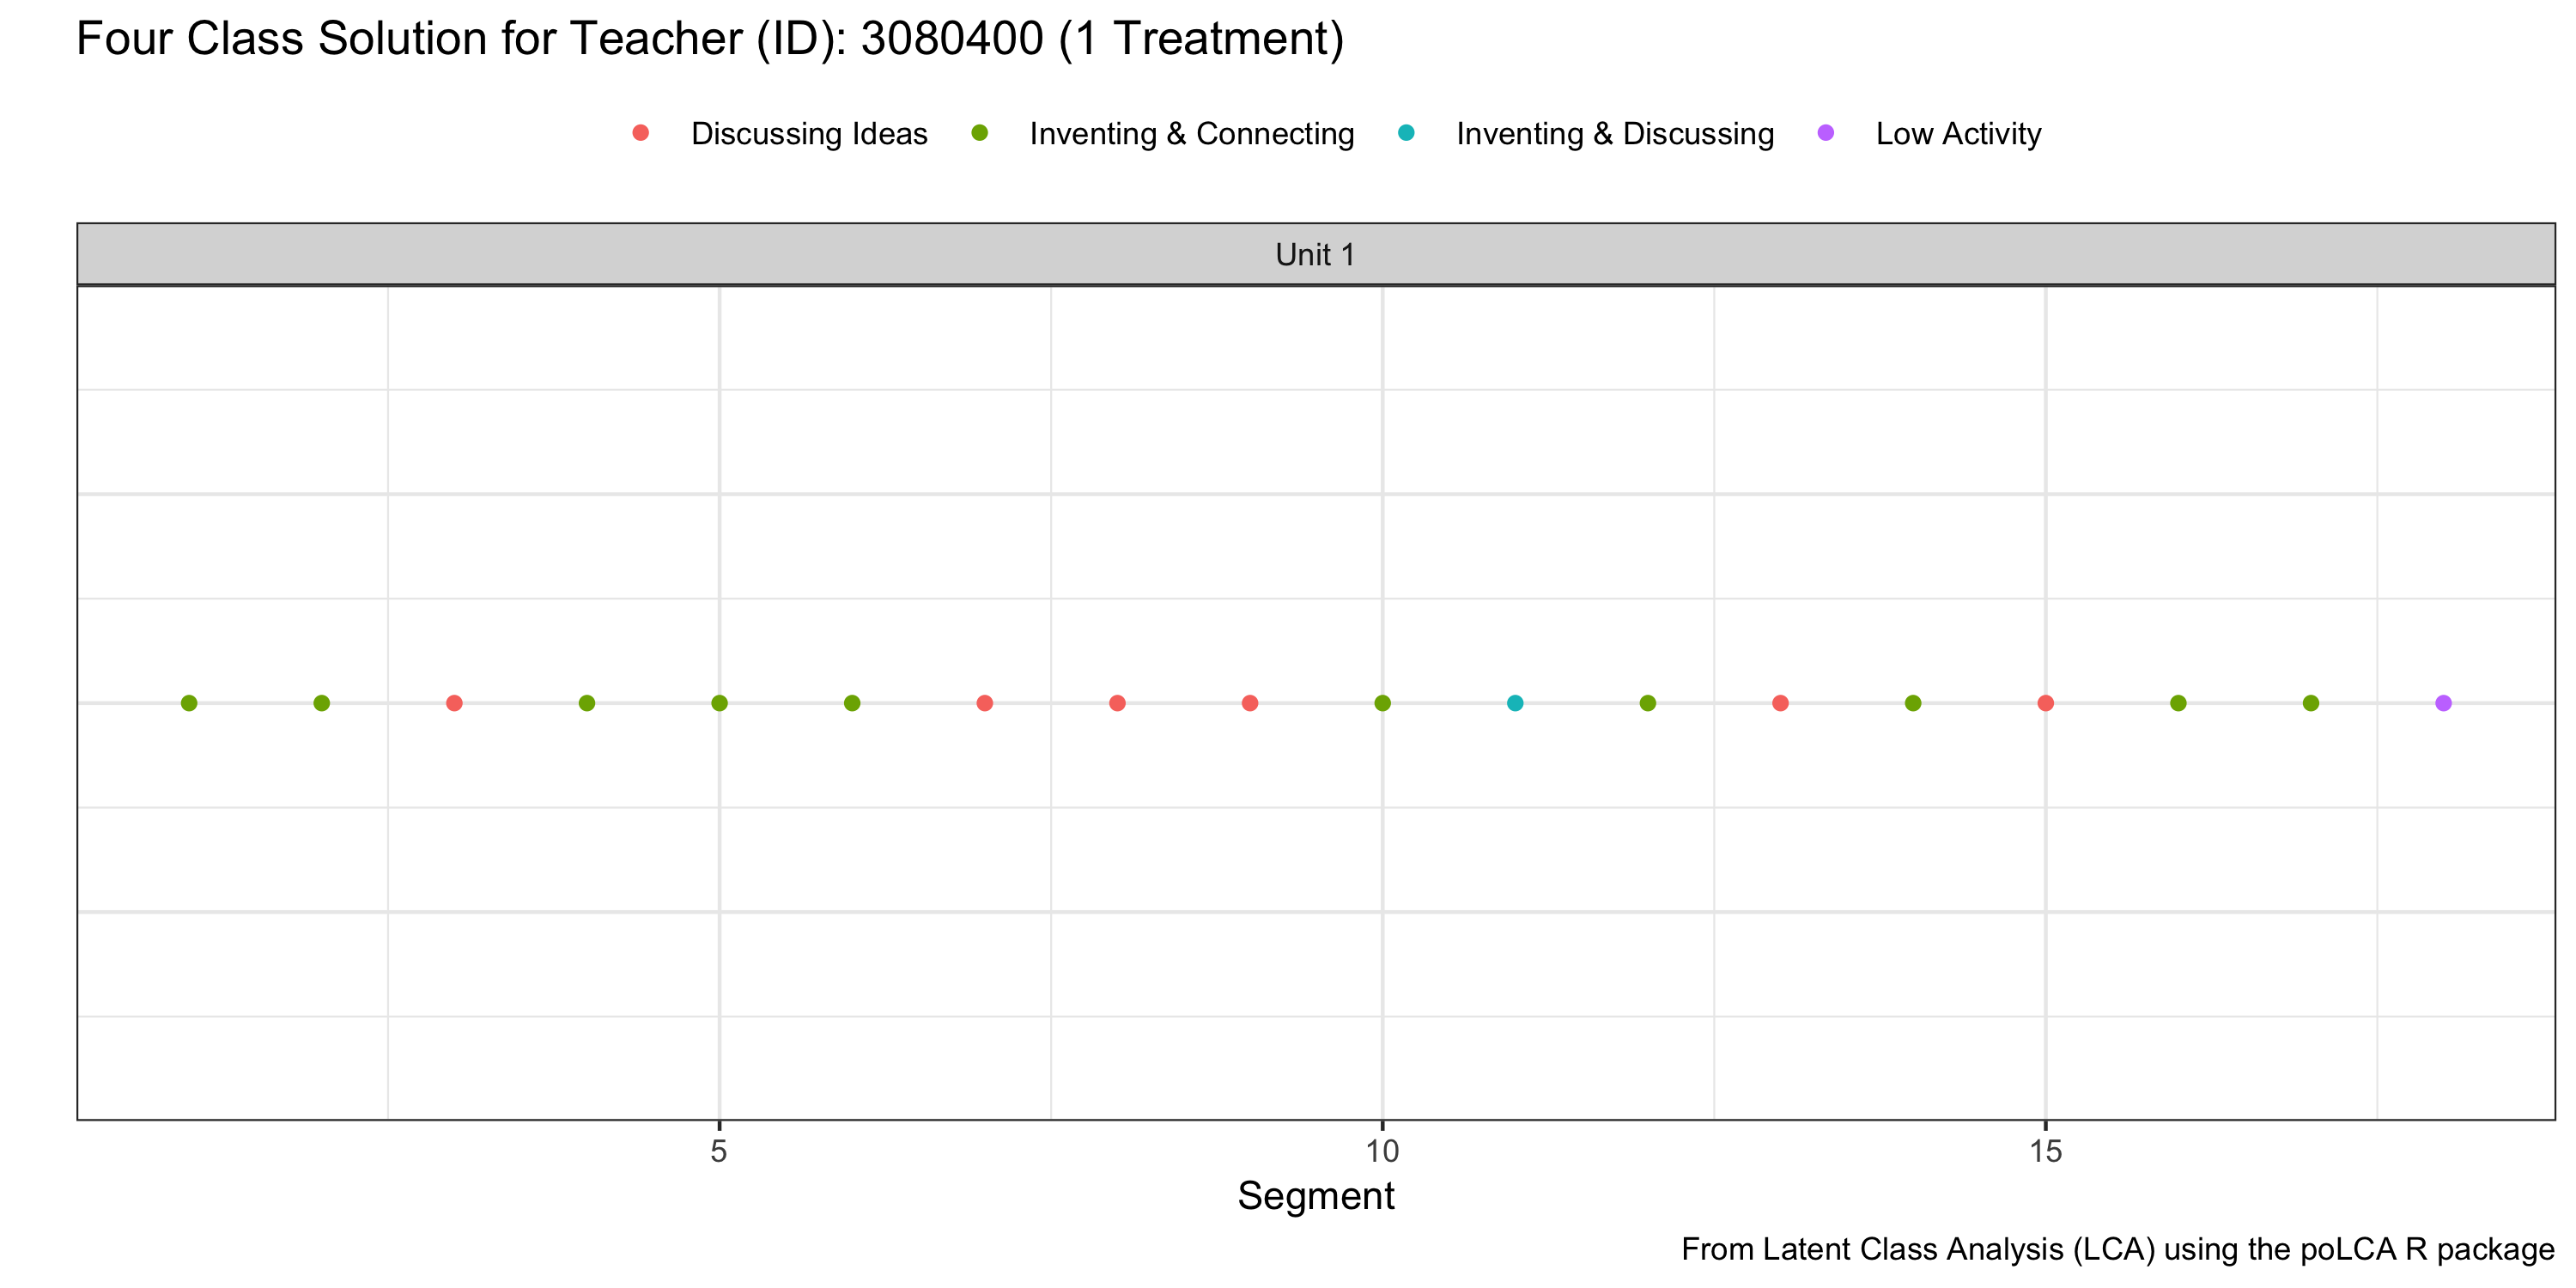 Four Class Solution for Teacher (ID): 3080400 (1 Treatment)
Discussing Ideas Inventing & Connecting Inventing & Discussing Low Activity
Unit 1
5 10 15
Segment
From Latent Class Analysis (LCA) using the poLCA R package